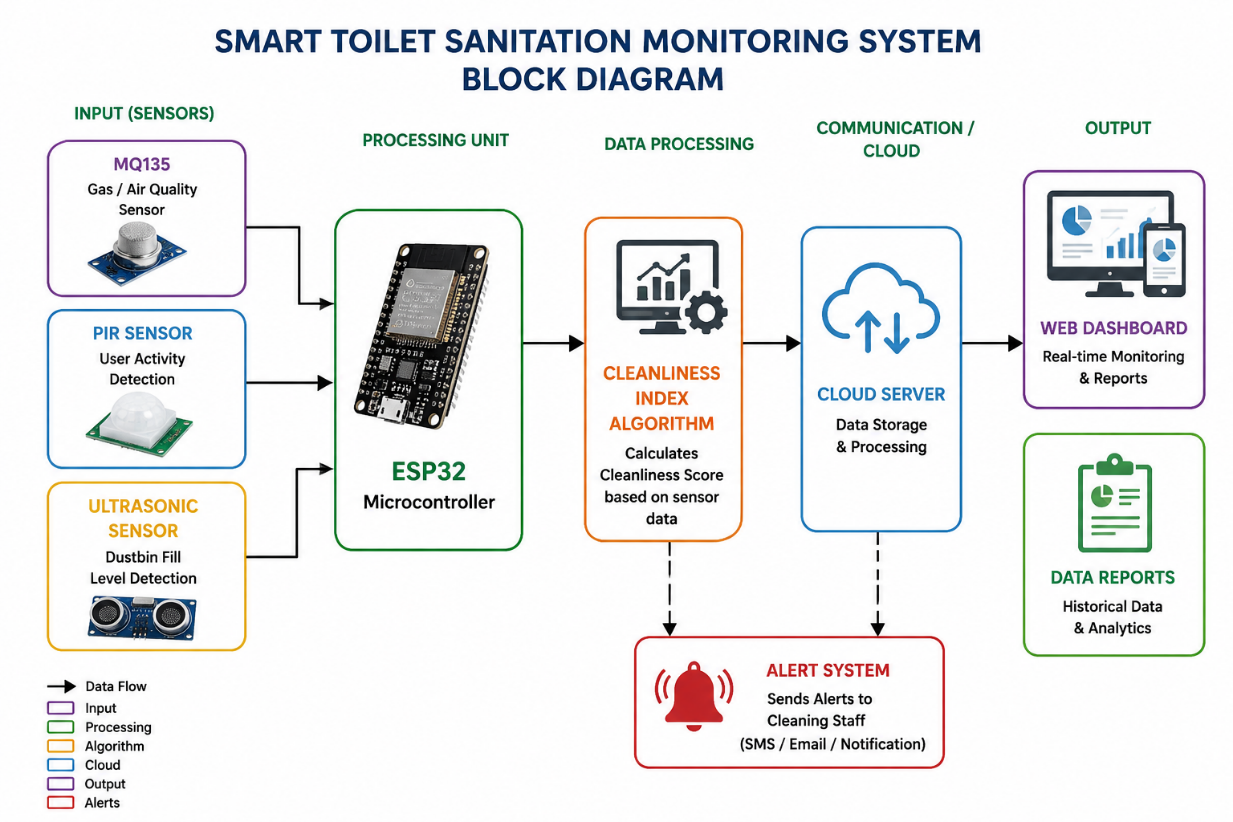 SMART TOILET SANITATION MONITORING SYSTEM
BLOCK DIAGRAM
INPUT (SENSORS)
MQ135
Gas / Air Quality
Sensor
PIR SENSOR
User Activity
Detection
ULTRASONIC
SENSOR
Dustbin Fill
Level Detection
PROCESSING UNIT
ESP32
Microcontroller
DATA PROCESSING
CLEANLINESS
INDEX
ALGORITHM
Calculates
Cleanliness Score
based on sensor
data
COMMUNICATION /
CLOUD
CLOUD SERVER
Data Storage
& Processing
OUTPUT
WEB DASHBOARD
Real-time Monitoring
& Reports
DATA REPORTS
Historical Data
& Analytics
ALERT SYSTEM
Sends Alerts to
Cleaning Staff
(SMS / Email / Notification)
Data Flow
Input
Processing
Algorithm
Cloud
Output
Alerts